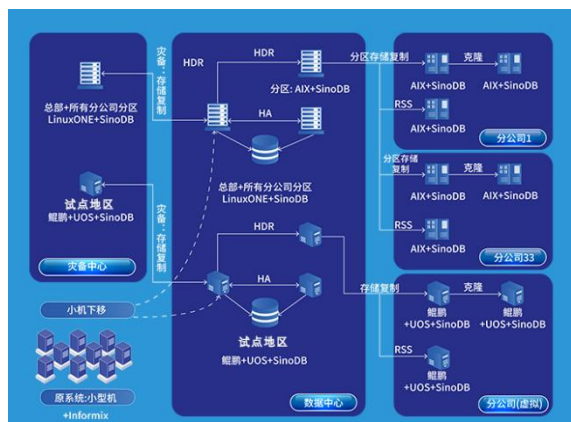 总部+所有分公司分区
LinuxONE+SinoDB
试点地区
鲲鹏+UOS+SinoDB
灾备中心
灾备：存储复制
灾备：存储复制
小机下移
原系统:小型机
+Informix
HDR
HDR
分区: AIX+SinoDB
HA
总部+所有分公司分区
LinuxONE+SinoDB
HDR
HA
试点地区
鲲鹏+UOS+SinoDB
数据中心
分区存储复制
克隆
AIX+SinoDB
AIX+SinoDB
RSS
AIX+SinoDB
分公司1
分区存储
复制
克隆
AIX+SinoDB
AIX+SinoDB
RSS
AIX+SinoDB
分公司33
存储复制
克隆
鲲鹏
+UOS+SinoDB
鲲鹏
+UOS+SinoDB
RSS
鲲鹏
+UOS+SinoDB
分公司(虚拟)